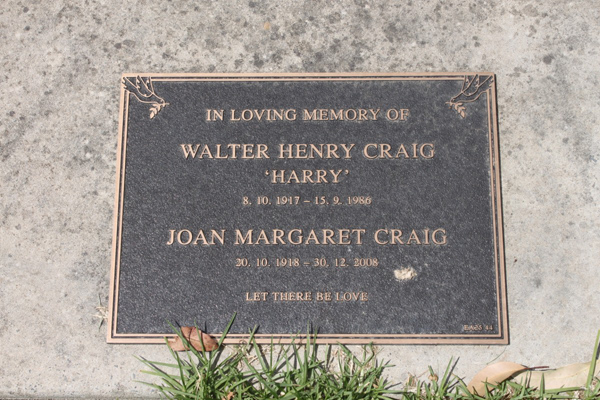 IN LOVING MEMORY OF
WALTER HENRY CRAIG
'HARRY'
8. 10. 1917 – 15. 9. 1986
JOAN MARGARET CRAIG
20. 10. 1918 – 30. 12. 2008
LET THERE BE LOVE